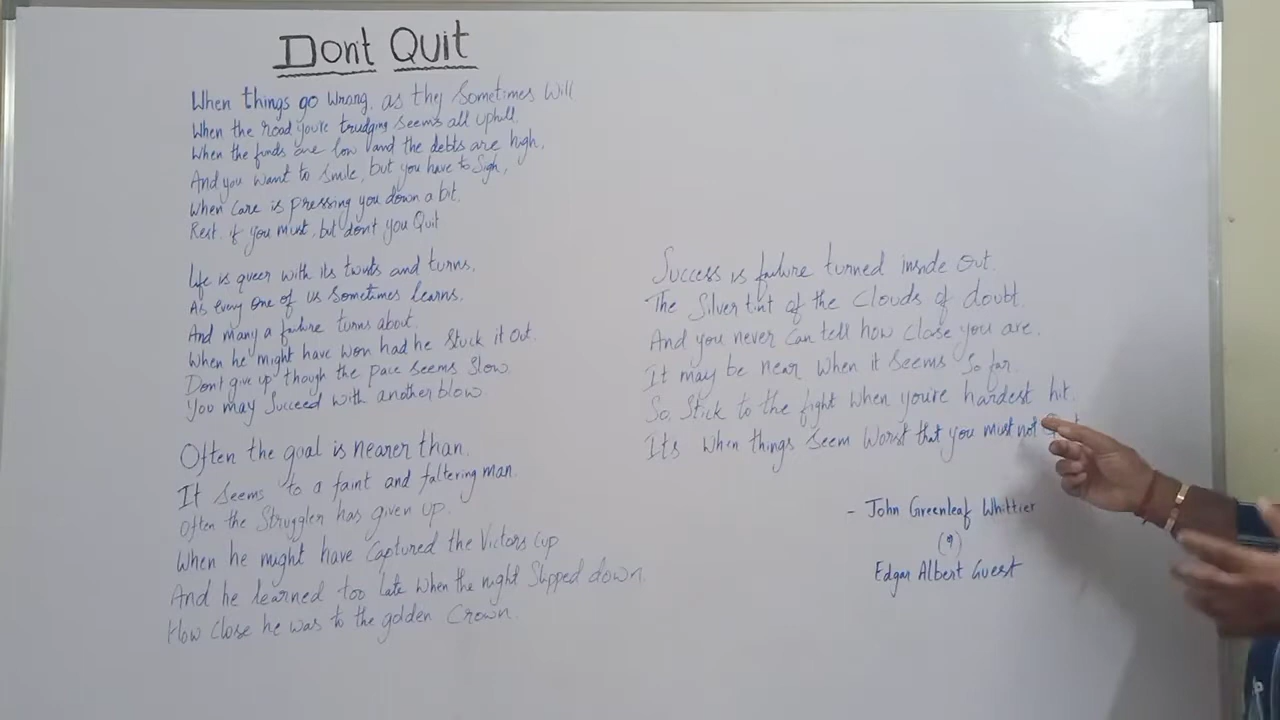 Dont Quit
When things go wrong, as they Sometimes Will
When the road you're trudging seems all uphill.
When the funds are low and the debts are high,
And you want to smile, but you have to Sigh,
When Care is pressing you down a bit.
Rest. if you must, but don't you Quit
Life is queer with its twists and turns,
As every one of us sometimes learns.
And many a failure turns about.
When he might have won had he Stuck it Out.
Don't give up though the pace seems Slow.
You may Succeed with another blow.
Often the goal is nearer than.
It seems to a faint and faltering man.
Often the Struggler has given up.
When he might have Captured the Victors Cup
And he learned too late when the night Slipped down.
How Close he was to the golden Crown.
Success is failure turned inside Out.
The Silver tint of the Clouds of doubt.
And you never Can tell how Close you are.
It may be near when it seems So far.
So. Stick to the fight when you're hardest hit.
Its when things Seem Worst that you must not
- John Greenleaf Whittier
(or)
Edgar Albert Guest